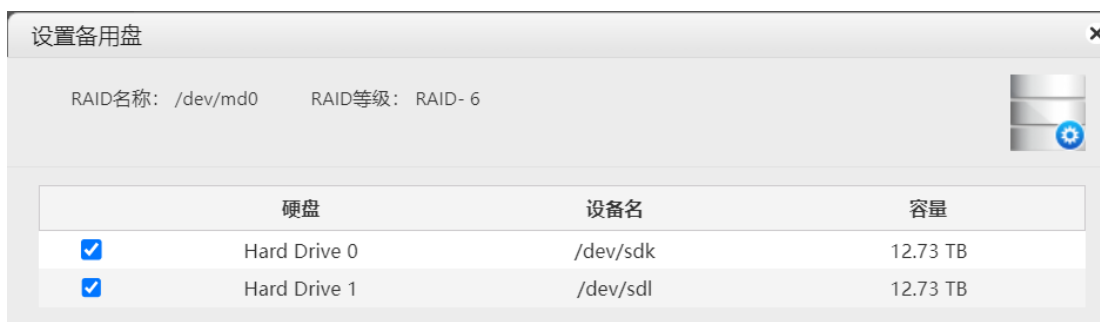 设置备用盘
RAID名称： /dev/md0 RAID等级： RAID- 6
硬盘 设备名 容量
Hard Drive 0 /dev/sdk 12.73 TB
Hard Drive 1 /dev/sdl 12.73 TB